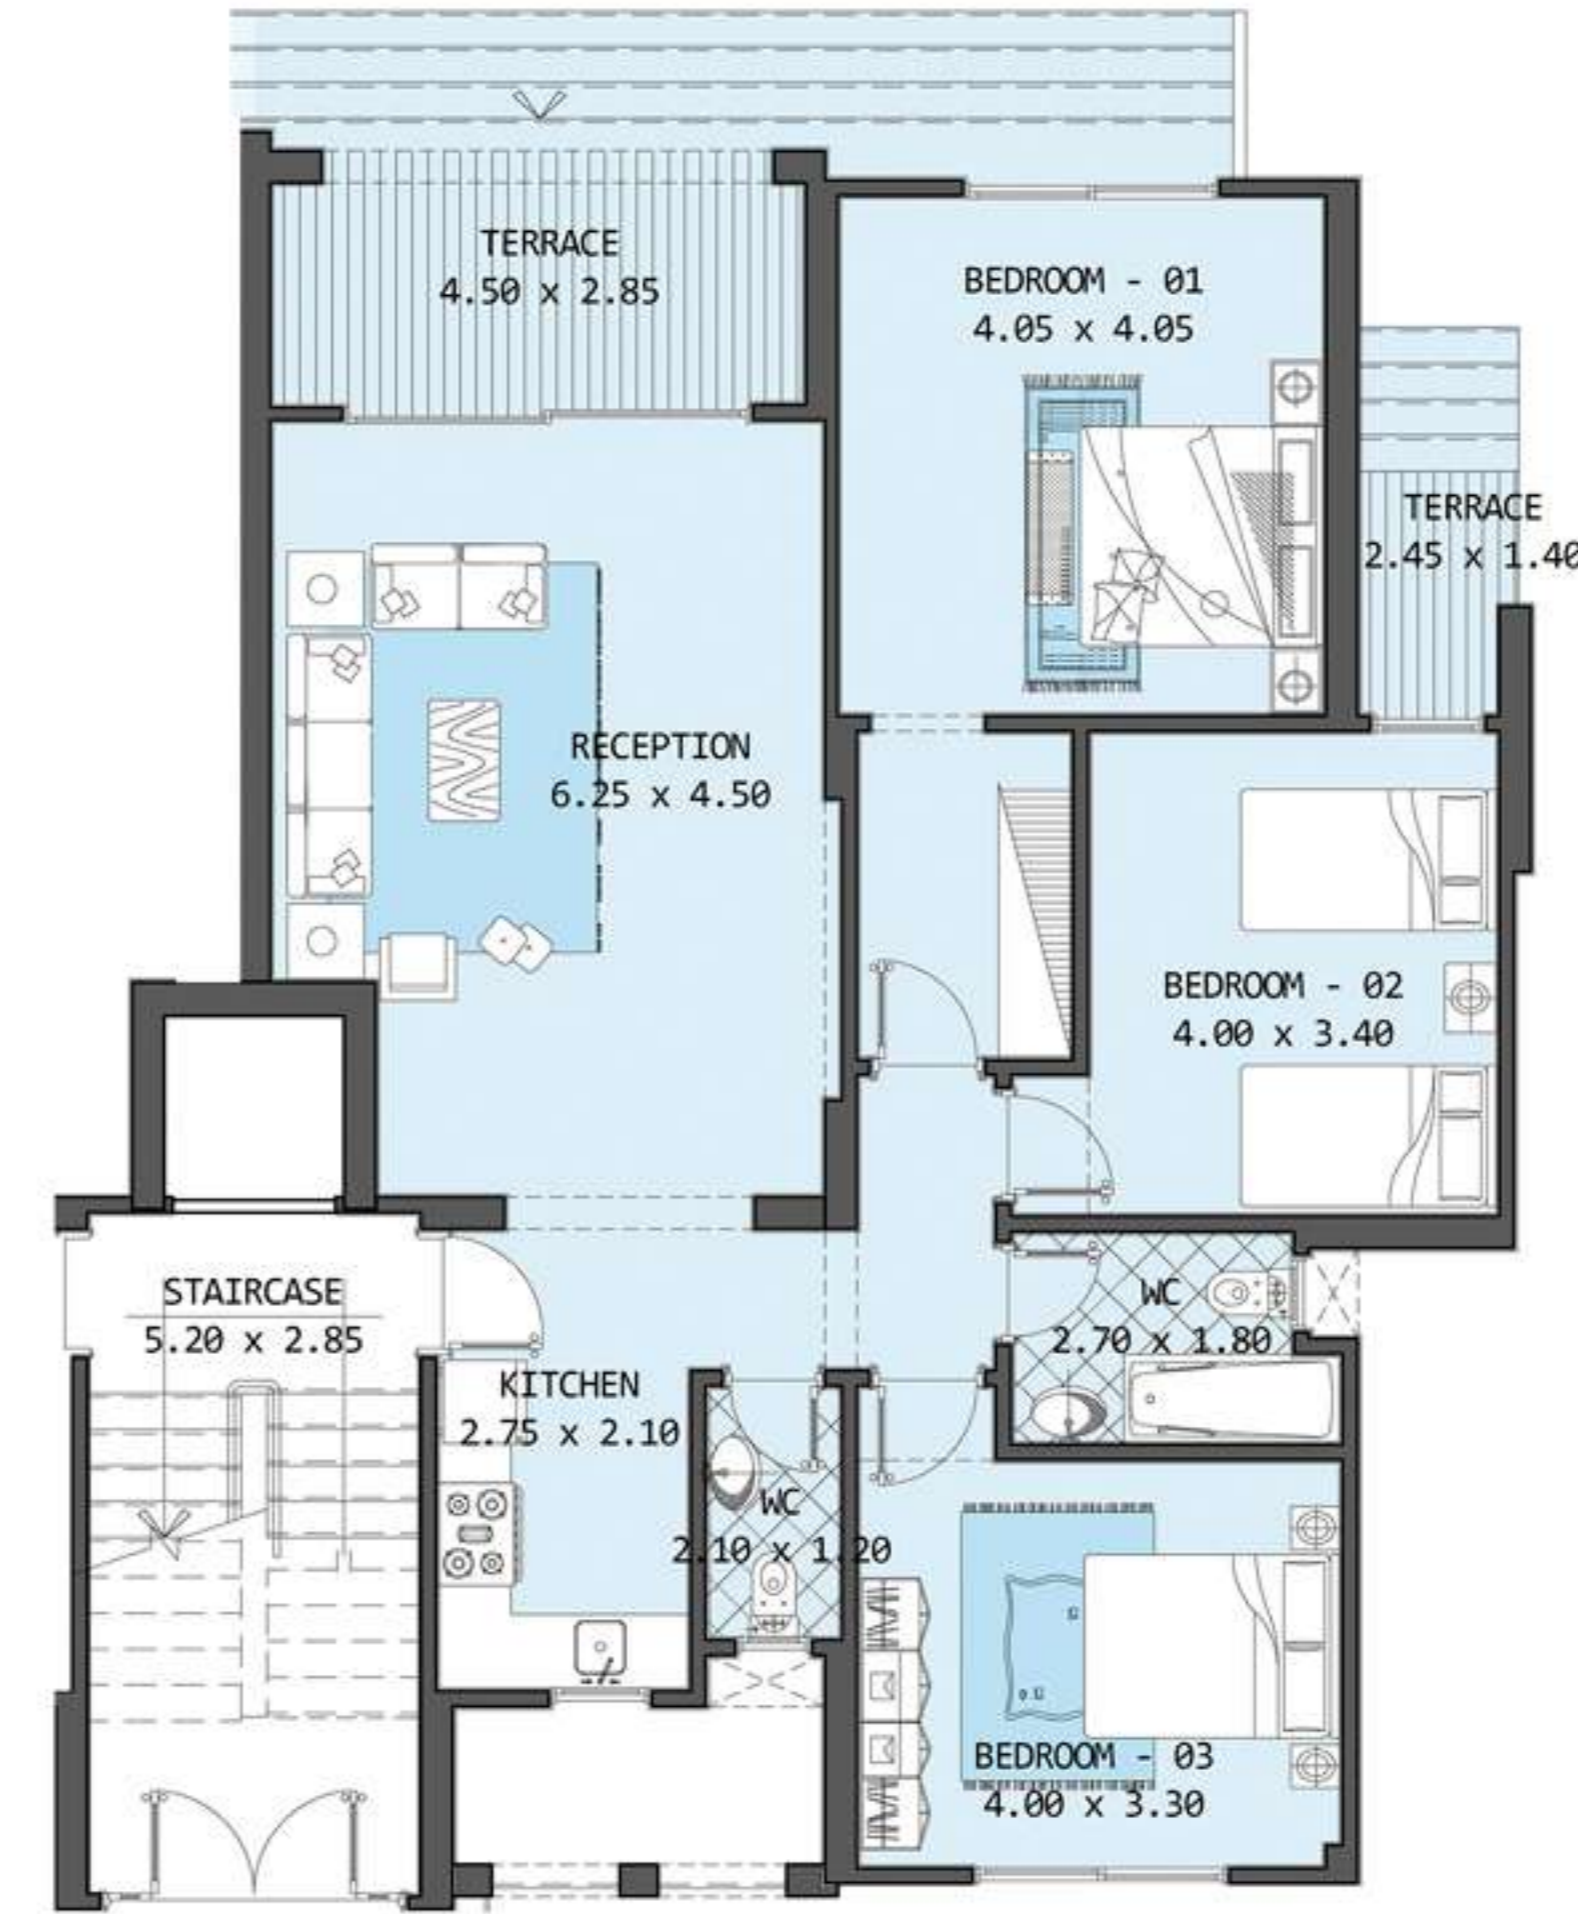 TERRACE
4.50 x 2.85
BEDROOM - 01
4.05 x 4.05
TERRACE
2.45 x 1.40
RECEPTION
6.25 x 4.50
BEDROOM - 02
4.00 x 3.40
STAIRCASE
5.20 x 2.85
WC
2.70 x 1.80
KITCHEN
2.75 x 2.10
WC
2.10 x 1.20
BEDROOM - 03
4.00 x 3.30